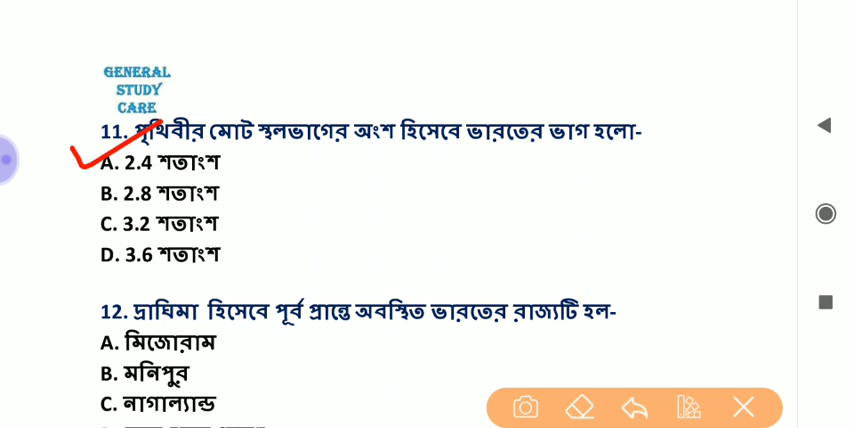 GENERAL
STUDY
CARE
11. পৃথিবীর মোট স্থলভাগের অংশ হিসেবে ভারতের ভাগ হলো-
A. 2.4 শতাংশ
B. 2.8 শতাংশ
C. 3.2 শতাংশ
D. 3.6 শতাংশ
12. দ্রাঘিমা হিসেবে পূর্ব প্রান্তে অবস্থিত ভারতের রাজ্যটি হল-
A. মিজোরাম
B. মনিপুর
C. নাগাল্যান্ড